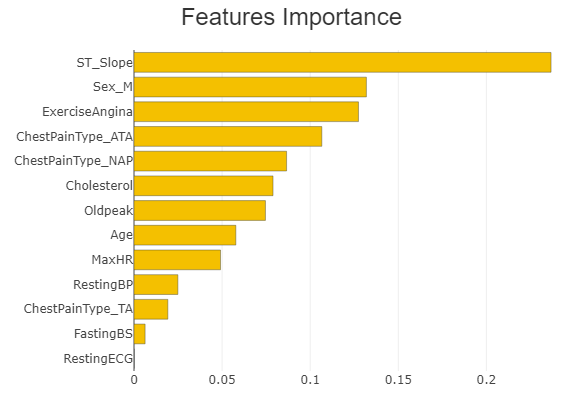 Features Importance
ST_Slope
Sex_M
ExerciseAngina
ChestPainType_ATA
ChestPainType_NAP
Cholesterol
Oldpeak
Age
MaxHR
RestingBP
ChestPainType_TA
FastingBS
RestingECG
0 0.05 0.1 0.15 0.2